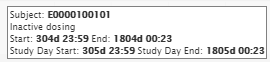 Subject: E0000100101
Inactive dosing
Start: 304d 23:59 End: 1804d 00:23
Study Day Start: 305d 23:59 Study Day End: 1805d 00:23